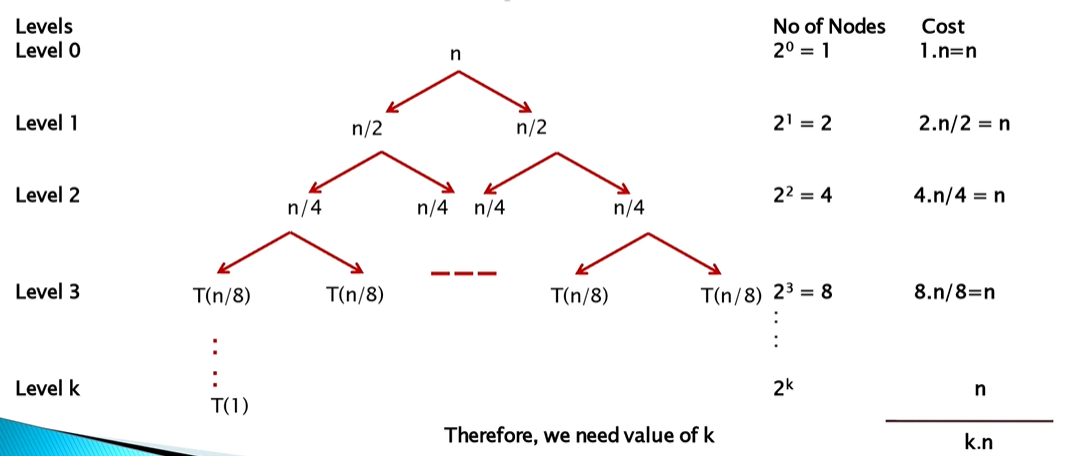 Levels No of Nodes Cost
Level 0 n 2⁰ = 1 1.n=n
Level 1 n/2 n/2 2¹ = 2 2.n/2 = n
Level 2 n/4 n/4 n/4 n/4 2² = 4 4.n/4 = n
Level 3 T(n/8) T(n/8) T(n/8) T(n/8) 2³ = 8 8.n/8=n
Level k T(1) 2ᵏ n
Therefore, we need value of k k.n